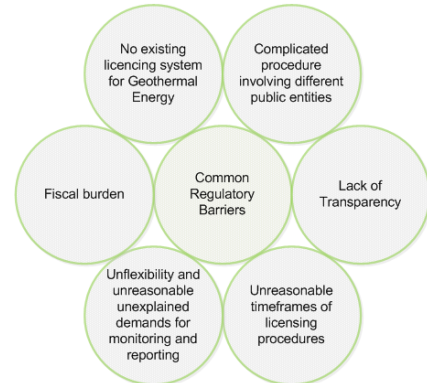 No existing
licencing system
for Geothermal
Energy
Complicated
procedure
involving different
public entities
Fiscal burden
Common
Regulatory
Barriers
Lack of
Transparency
Unflexibility and
unreasonable
unexplained
demands for
monitoring and
reporting
Unreasonable
timeframes of
licensing
procedures